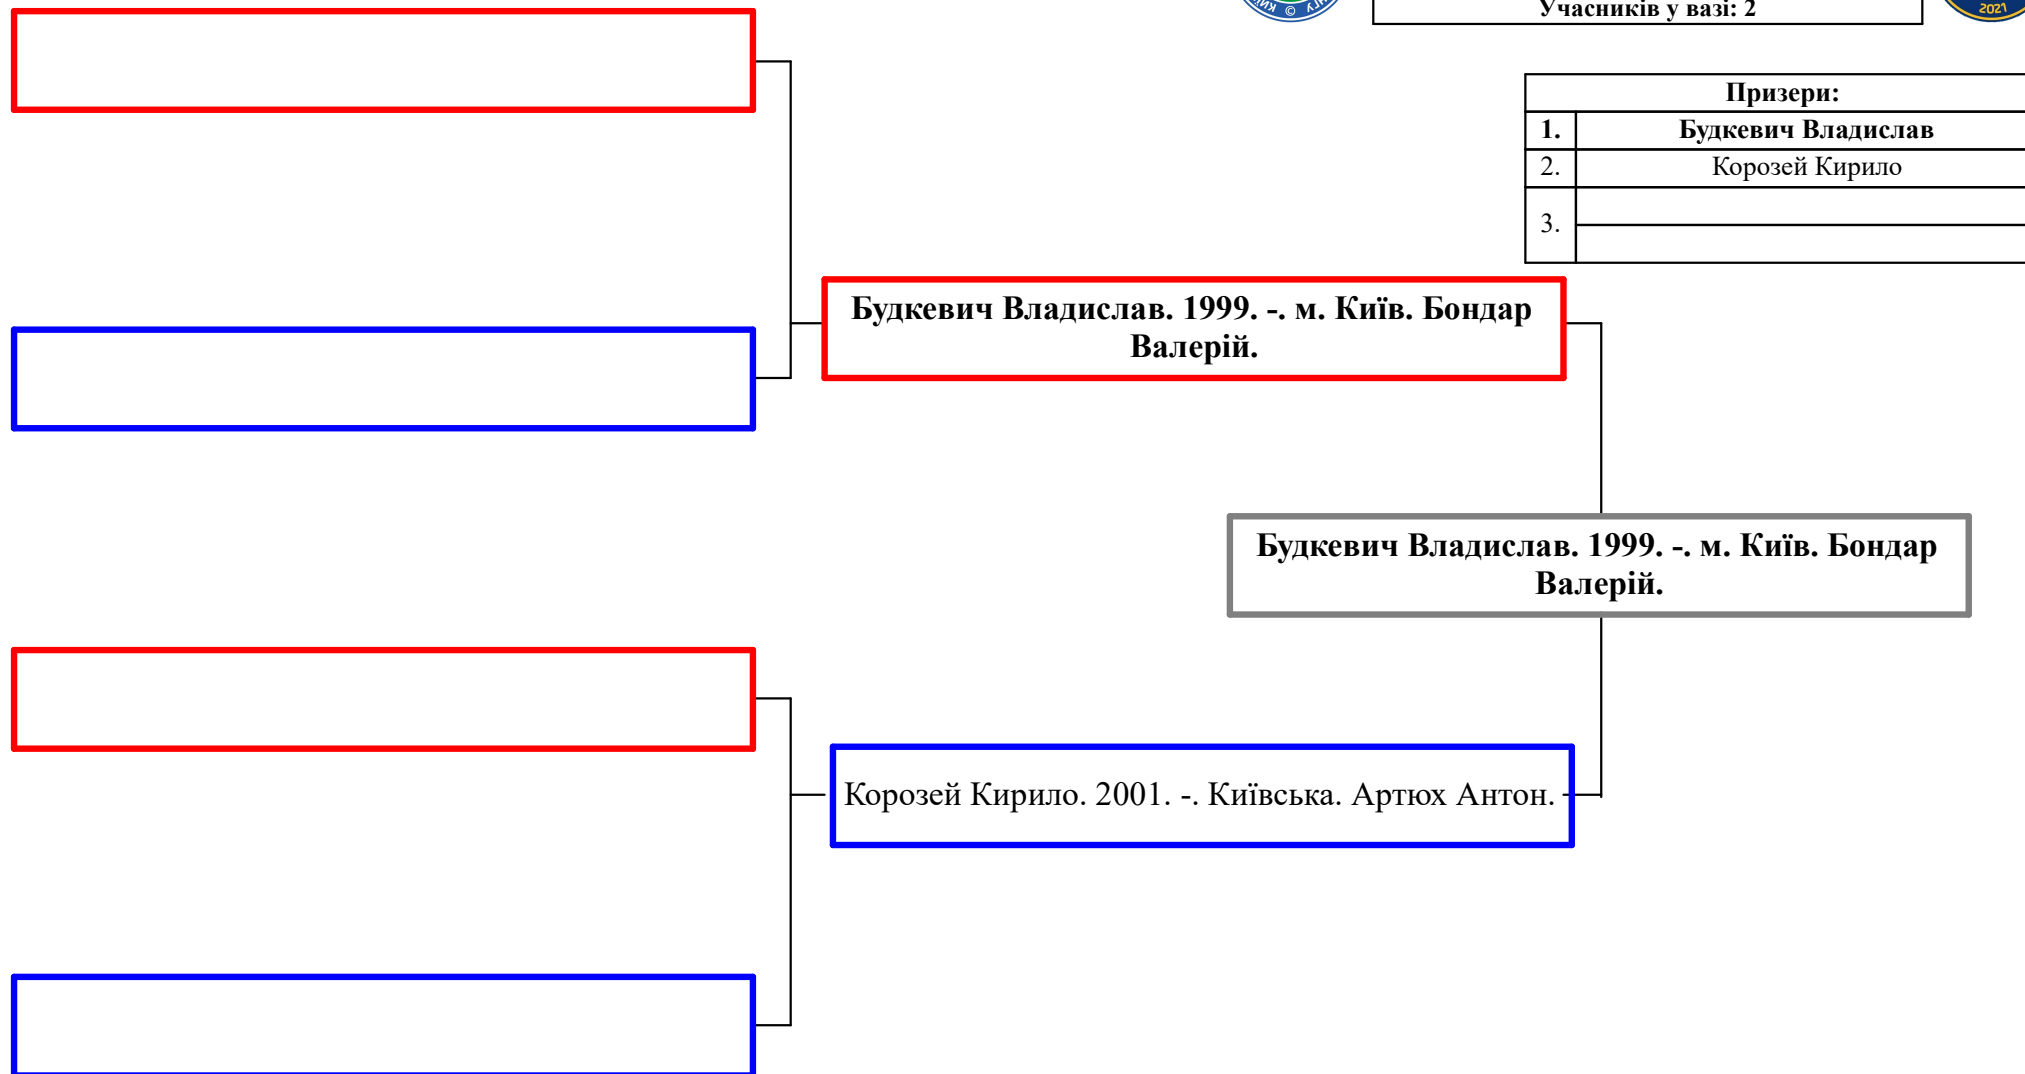 Учасників у вазі: 2
2021
Призери:
1. Будкевич Владислав
2. Корозей Кирило
3.
Будкевич Владислав. 1999. -. м. Київ. Бондар
Валерій.
Будкевич Владислав. 1999. -. м. Київ. Бондар
Валерій.
Корозей Кирило. 2001. -. Київська. Артюх Антон.